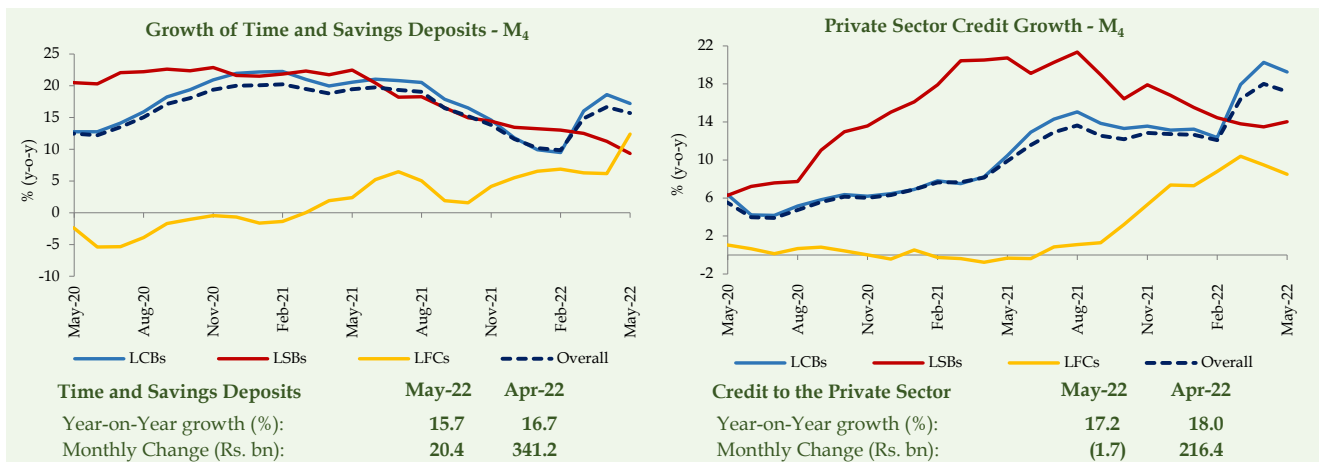 Growth of Time and Savings Deposits - M4
% (y-o-y)
25
20
15
10
5
0
-5
-10
May-20
Aug-20
Nov-20
Feb-21
May-21
Aug-21
Nov-21
Feb-22
May-22
LCBs LSBs LFCs Overall
Time and Savings Deposits May-22 Apr-22
Year-on-Year growth (%): 15.7 16.7
Monthly Change (Rs. bn): 20.4 341.2
Private Sector Credit Growth - M4
% (y-o-y)
22
18
14
10
6
2
-2
May-20
Aug-20
Nov-20
Feb-21
May-21
Aug-21
Nov-21
Feb-22
May-22
LCBs LSBs LFCs Overall
Credit to the Private Sector May-22 Apr-22
Year-on-Year growth (%): 17.2 18.0
Monthly Change (Rs. bn): (1.7) 216.4